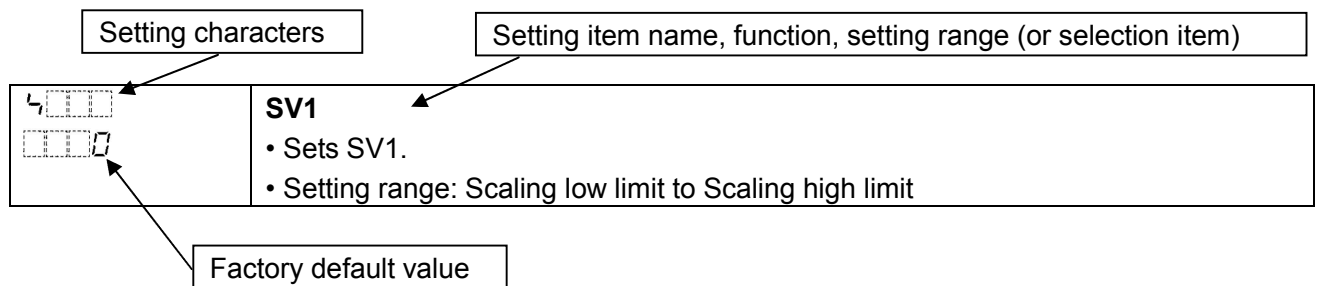 Setting characters
Setting item name, function, setting range (or selection item)
SV1
• Sets SV1.
0
• Setting range: Scaling low limit to Scaling high limit
Factory default value